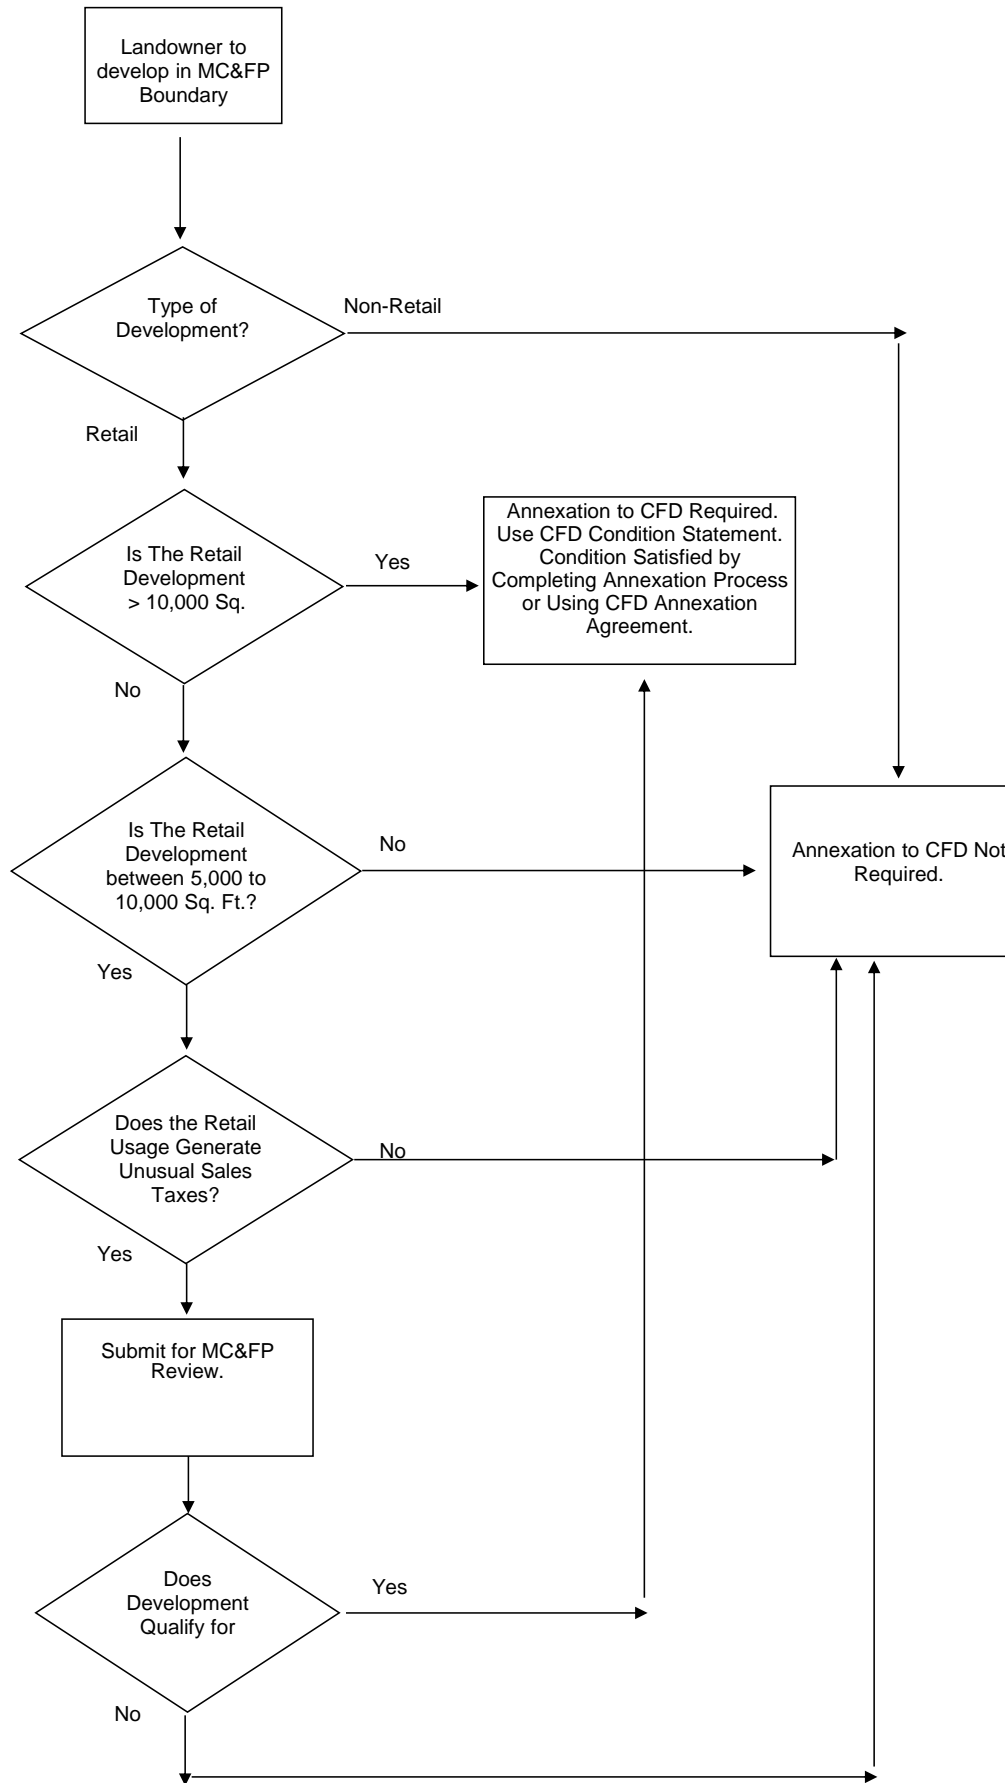 Landowner to
develop in MC&FP
Boundary
Type of
Development?
Non-Retail
Retail
Is The Retail
Development
> 10,000 Sq.
Yes
Annexation to CFD Required.
Use CFD Condition Statement.
Condition Satisfied by
Completing Annexation Process
or Using CFD Annexation
Agreement.
No
Is The Retail
Development
between 5,000 to
10,000 Sq. Ft.?
No
Annexation to CFD Not
Required.
Yes
Does the Retail
Usage Generate
Unusual Sales
Taxes?
No
Yes
Submit for MC&FP
Review.
Does
Development
Qualify for
Yes
No